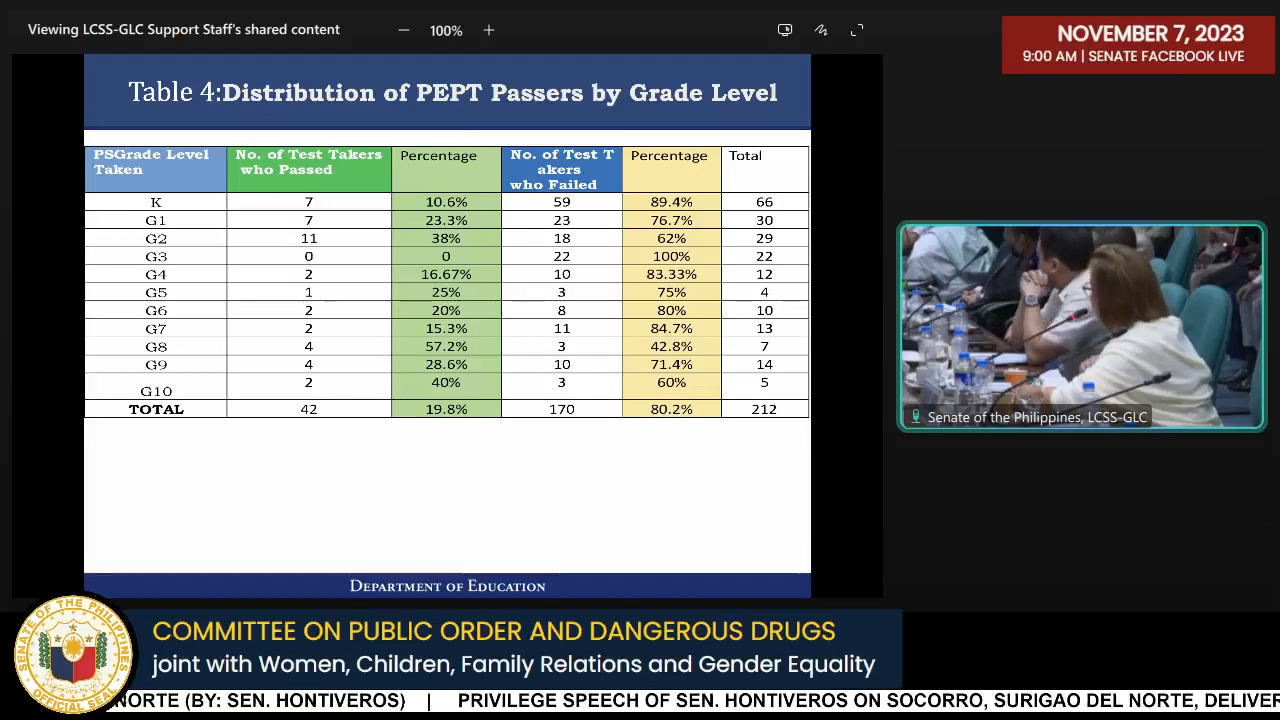 Viewing LCSS-GLC Support Staff's shared content
100%
NOVEMBER 7, 2023
9:00 AM | SENATE FACEBOOK LIVE
Table 4:Distribution of PEPT Passers by Grade Level
PSGrade Level Taken No. of Test Takers who Passed Percentage No. of Test T akers who Failed Percentage Total
K 7 10.6% 59 89.4% 66
G1 7 23.3% 23 76.7% 30
G2 11 38% 18 62% 29
G3 0 0 22 100% 22
G4 2 16.67% 10 83.33% 12
G5 1 25% 3 75% 4
G6 2 20% 8 80% 10
G7 2 15.3% 11 84.7% 13
G8 4 57.2% 3 42.8% 7
G9 4 28.6% 10 71.4% 14
G10 2 40% 3 60% 5
TOTAL 42 19.8% 170 80.2% 212
Senate of the Philippines, LCSS-GLC
DEPARTMENT OF EDUCATION
SENATE OF THE PHILIPPINES
OFFICIAL SEAL
COMMITTEE ON PUBLIC ORDER AND DANGEROUS DRUGS
joint with Women, Children, Family Relations and Gender Equality
NORTE (BY: SEN. HONTIVEROS) | PRIVILEGE SPEECH OF SEN. HONTIVEROS ON SOCORRO, SURIGAO DEL NORTE, DELIVER